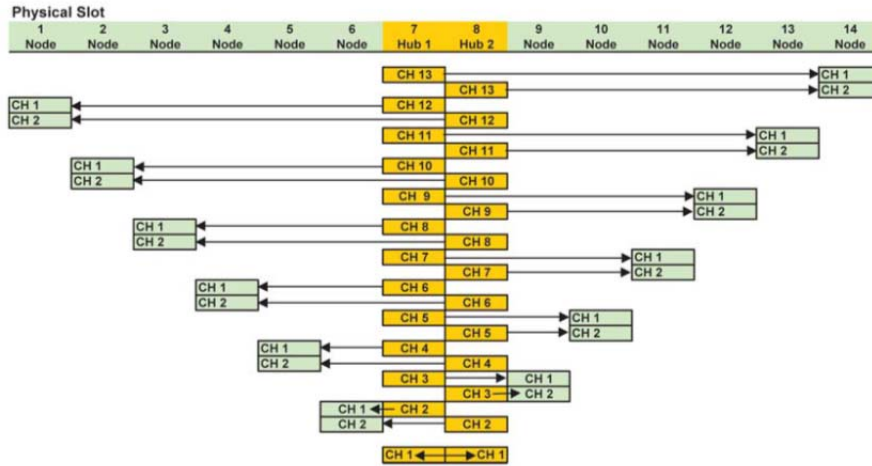 Physical Slot
1 2 3 4 5 6 7 8 9 10 11 12 13 14
Node Node Node Node Node Node Hub 1 Hub 2 Node Node Node Node Node Node
CH 13 CH 1
CH 13 CH 2
CH 1 CH 12
CH 2 CH 12
CH 11 CH 1
CH 11 CH 2
CH 1 CH 10
CH 2 CH 10
CH 9 CH 1
CH 9 CH 2
CH 1 CH 8
CH 2 CH 8
CH 7 CH 1
CH 7 CH 2
CH 1 CH 6
CH 2 CH 6
CH 5 CH 1
CH 5 CH 2
CH 1 CH 4
CH 2 CH 4
CH 3 CH 1
CH 3 CH 2
CH 1 CH 2
CH 2 CH 2
CH 1 CH 1